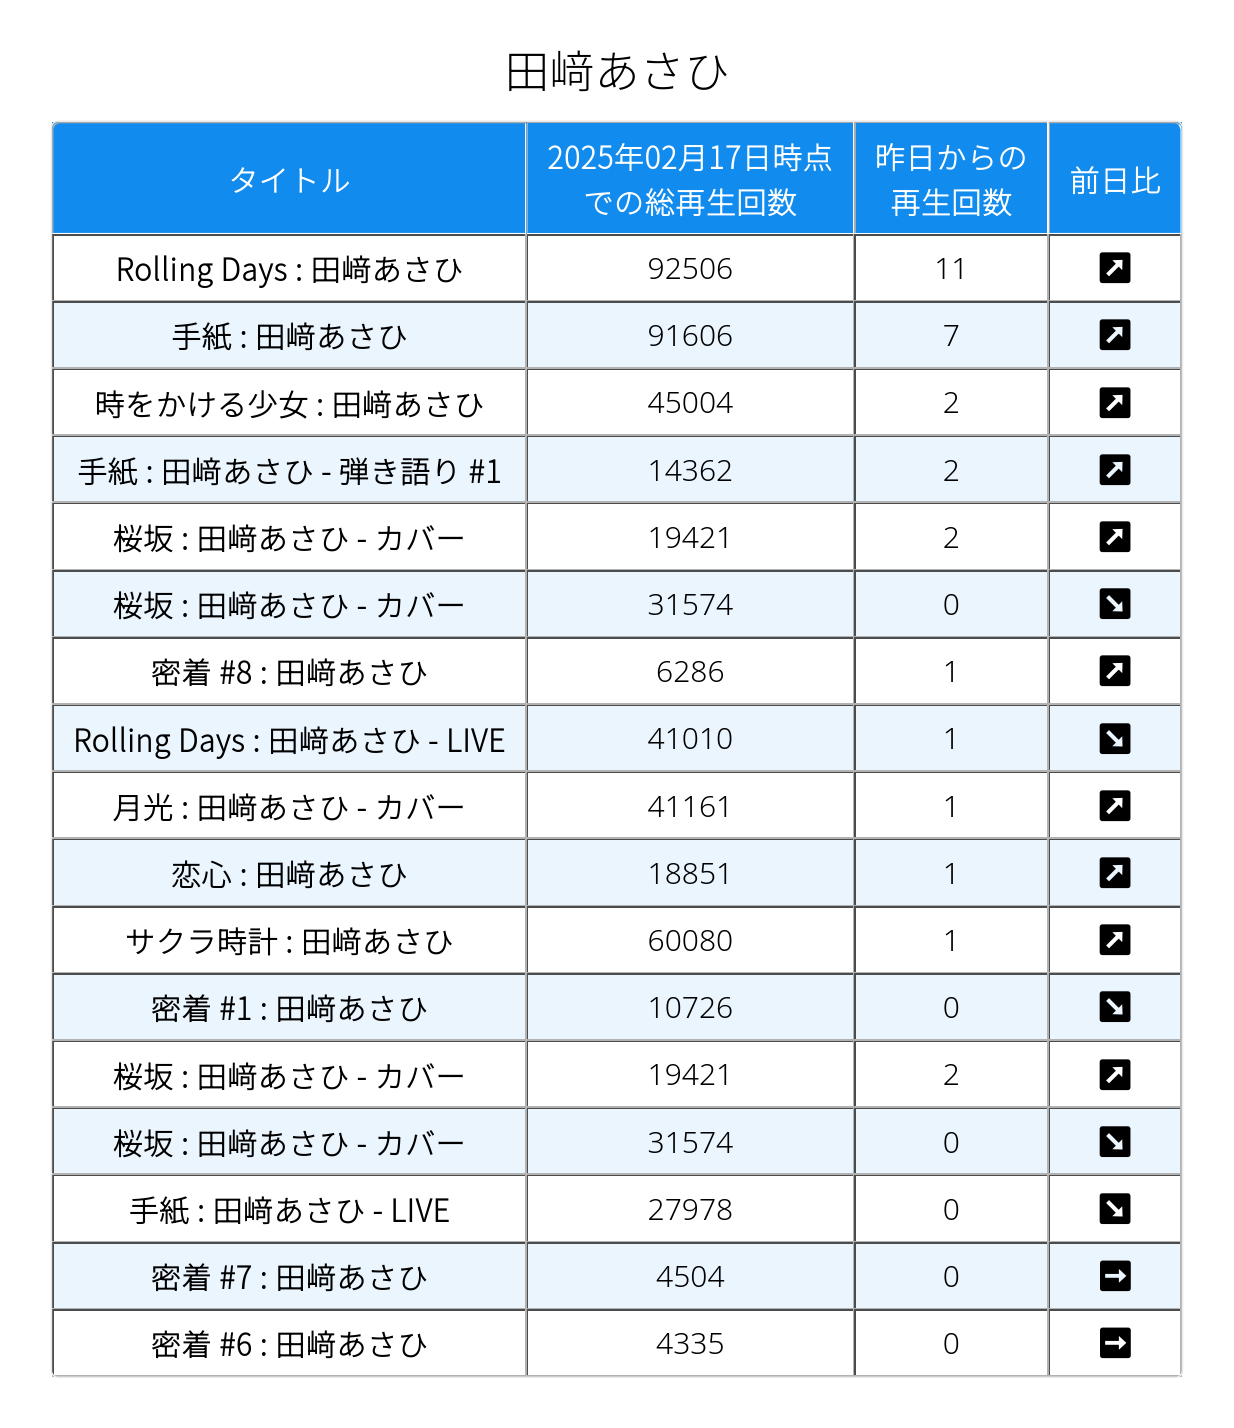 田﨑あさひ
タイトル 2025年02月17日時点での総再生回数 昨日からの再生回数 前日比
Rolling Days : 田﨑あさひ 92506 11 ↗
手紙 : 田﨑あさひ 91606 7 ↗
時をかける少女 : 田﨑あさひ 45004 2 ↗
手紙 : 田﨑あさひ - 弾き語り #1 14362 2 ↗
桜坂 : 田﨑あさひ - カバー 19421 2 ↗
桜坂 : 田﨑あさひ - カバー 31574 0 ↘
密着 #8 : 田﨑あさひ 6286 1 ↗
Rolling Days : 田﨑あさひ - LIVE 41010 1 ↘
月光 : 田﨑あさひ - カバー 41161 1 ↗
恋心 : 田﨑あさひ 18851 1 ↗
サクラ時計 : 田﨑あさひ 60080 1 ↗
密着 #1 : 田﨑あさひ 10726 0 ↘
桜坂 : 田﨑あさひ - カバー 19421 2 ↗
桜坂 : 田﨑あさひ - カバー 31574 0 ↘
手紙 : 田﨑あさひ - LIVE 27978 0 ↘
密着 #7 : 田﨑あさひ 4504 0 →
密着 #6 : 田﨑あさひ 4335 0 →